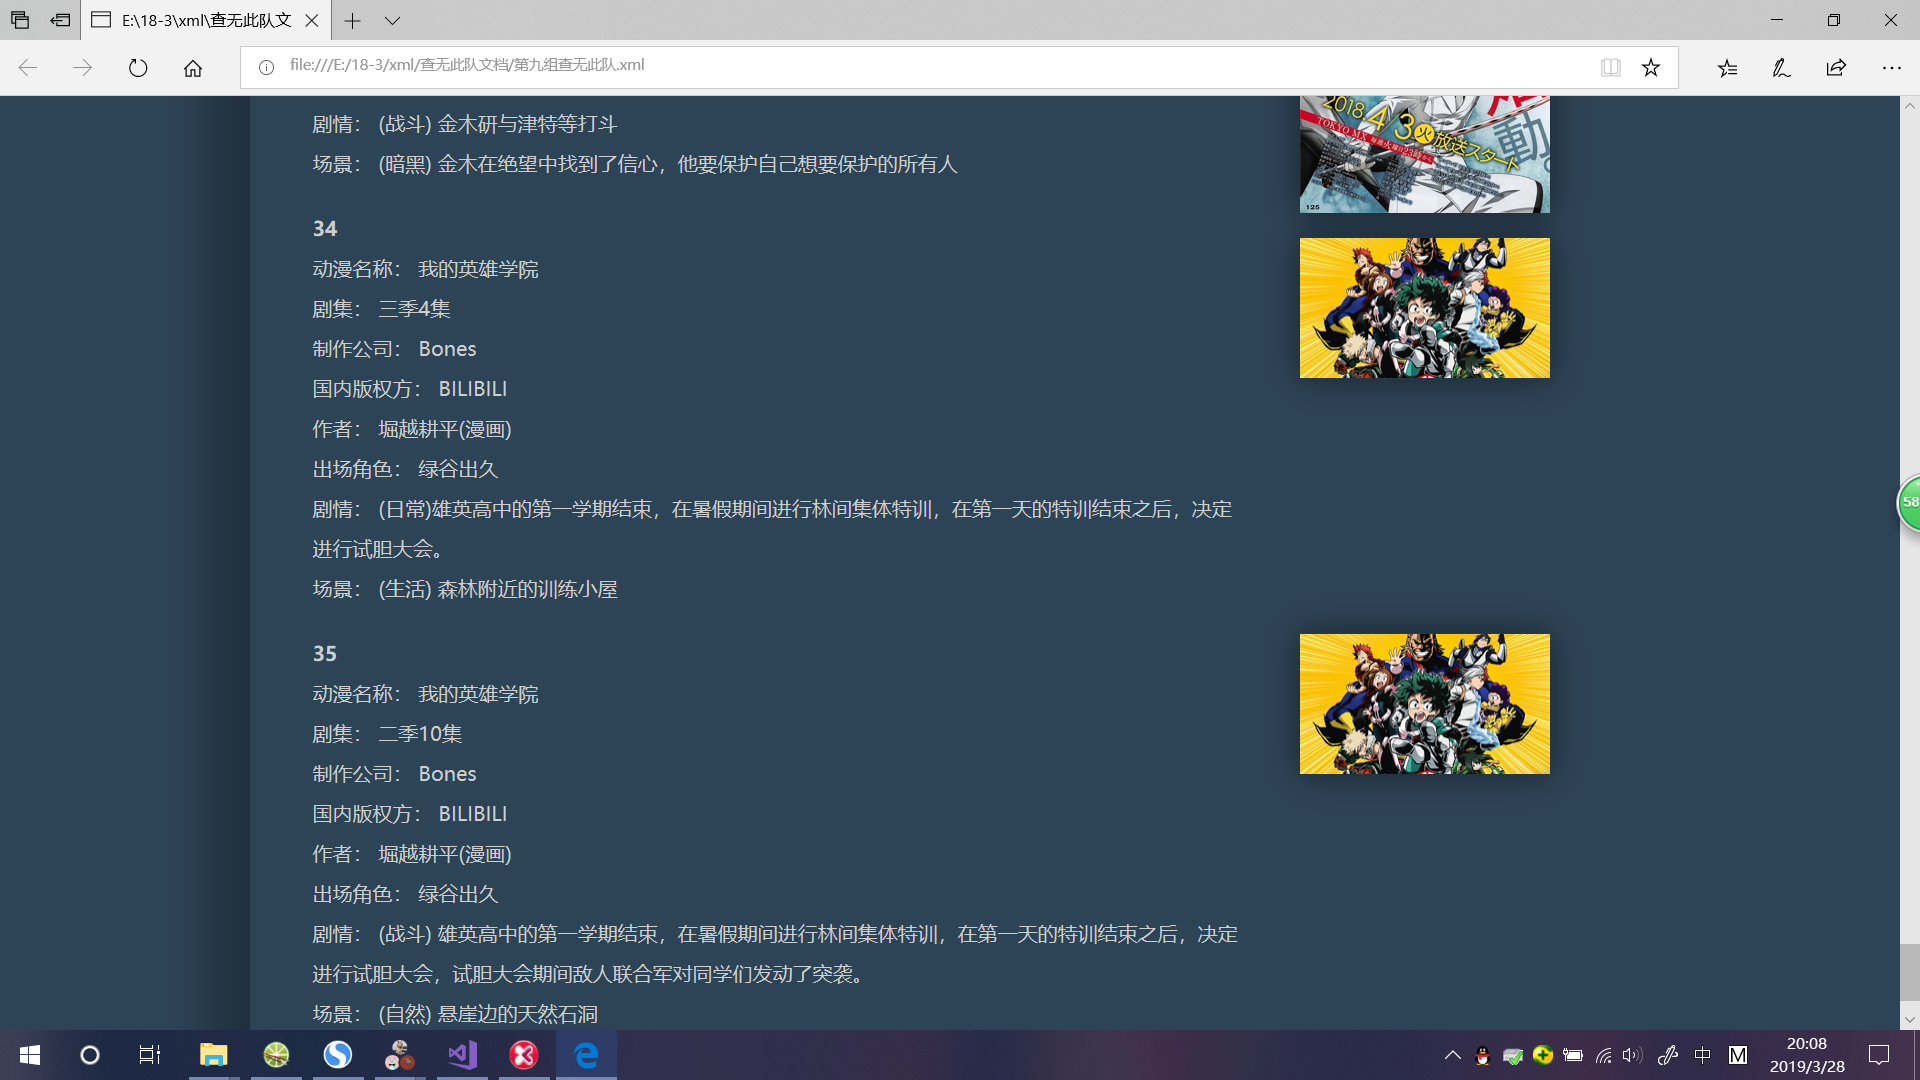 E:\18-3\xml\查无此队文
file:///E:/18-3/xml/查无此队文档/第九组查无此队.xml
剧情： (战斗) 金木研与津特等打斗
场景： (暗黑) 金木在绝望中找到了信心，他要保护自己想要保护的所有人
2018.4 3火放送スタート
TOKYO MX
動
125
34
动漫名称： 我的英雄学院
剧集： 三季4集
制作公司： Bones
国内版权方： BILIBILI
作者： 堀越耕平(漫画)
出场角色： 绿谷出久
剧情： (日常)雄英高中的第一学期结束，在暑假期间进行林间集体特训，在第一天的特训结束之后，决定
进行试胆大会。
场景： (生活) 森林附近的训练小屋
58
35
动漫名称： 我的英雄学院
剧集： 二季10集
制作公司： Bones
国内版权方： BILIBILI
作者： 堀越耕平(漫画)
出场角色： 绿谷出久
剧情： (战斗) 雄英高中的第一学期结束，在暑假期间进行林间集体特训，在第一天的特训结束之后，决定
进行试胆大会，试胆大会期间敌人联合军对同学们发动了突袭。
场景： (自然) 悬崖边的天然石洞
中
M
20:08
2019/3/28